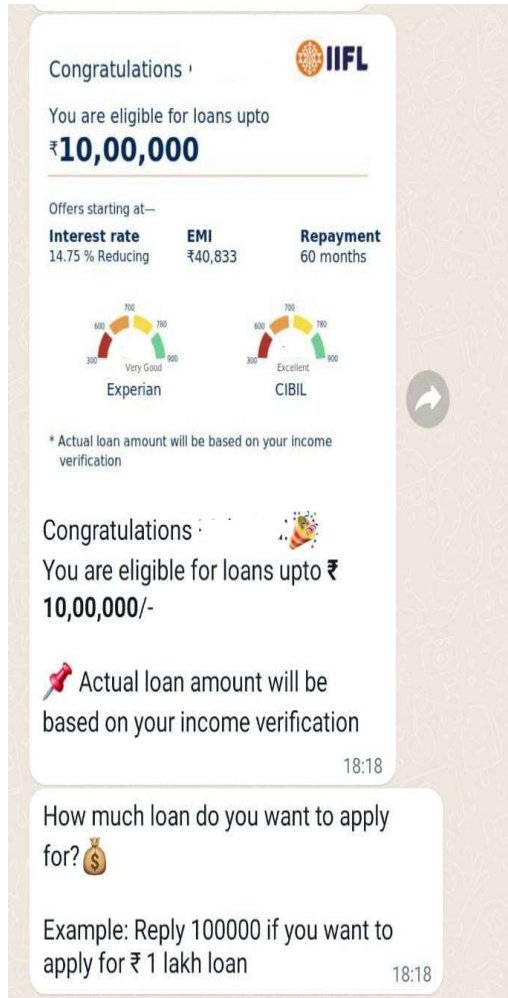 Congratulations
IIFL
You are eligible for loans upto
₹10,00,000
Offers starting at—
Interest rate EMI Repayment
14.75 % Reducing ₹40,833 60 months
700 700
600 780 600 780
300 Very Good 900 300 Excellent 900
Experian CIBIL
* Actual loan amount will be based on your income
verification
Congratulations 🎉
You are eligible for loans upto ₹
10,00,000/-
📌 Actual loan amount will be
based on your income verification
18:18
How much loan do you want to apply
for?💰
Example: Reply 100000 if you want to
apply for ₹ 1 lakh loan
18:18